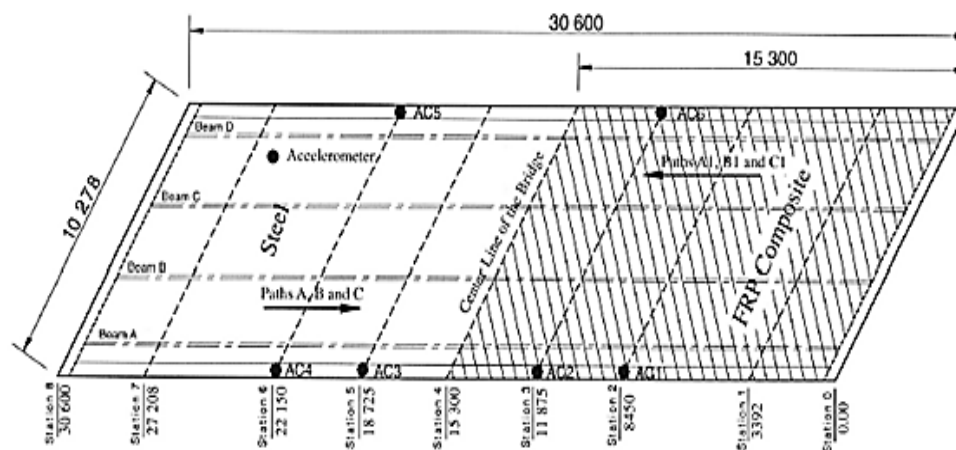 30 600
15 300
10 278
AC5
AC6
Beam D
Accelerometer
Paths A1, B1 and C1
Beam C
Steel
Center Line of the Bridge
FRP Composite
Beam B
Paths A, B and C
Beam A
AC4
AC3
AC2
AC1
Station 8
30 600
Station 7
27 208
Station 6
22 150
Station 5
18 725
Station 4
15 300
Station 3
11 875
Station 2
8450
Station 1
3392
Station 0
0.00